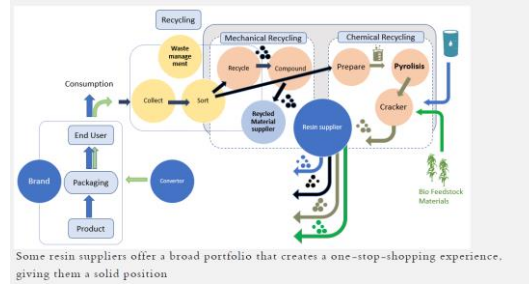 Recycling
Mechanical Recycling
Chemical Recycling
Waste
manage
ment
Recycle
Compound
Prepare
Pyrolisis
Consumption
Collect
Sort
Reycled
Material
supplier
Resin supplier
Cracker
End User
Brand
Packaging
Converter
Product
Bio Feedstock
Materials
Some resin suppliers offer a broad portfolio that creates a one-stop-shopping experience,
giving them a solid position